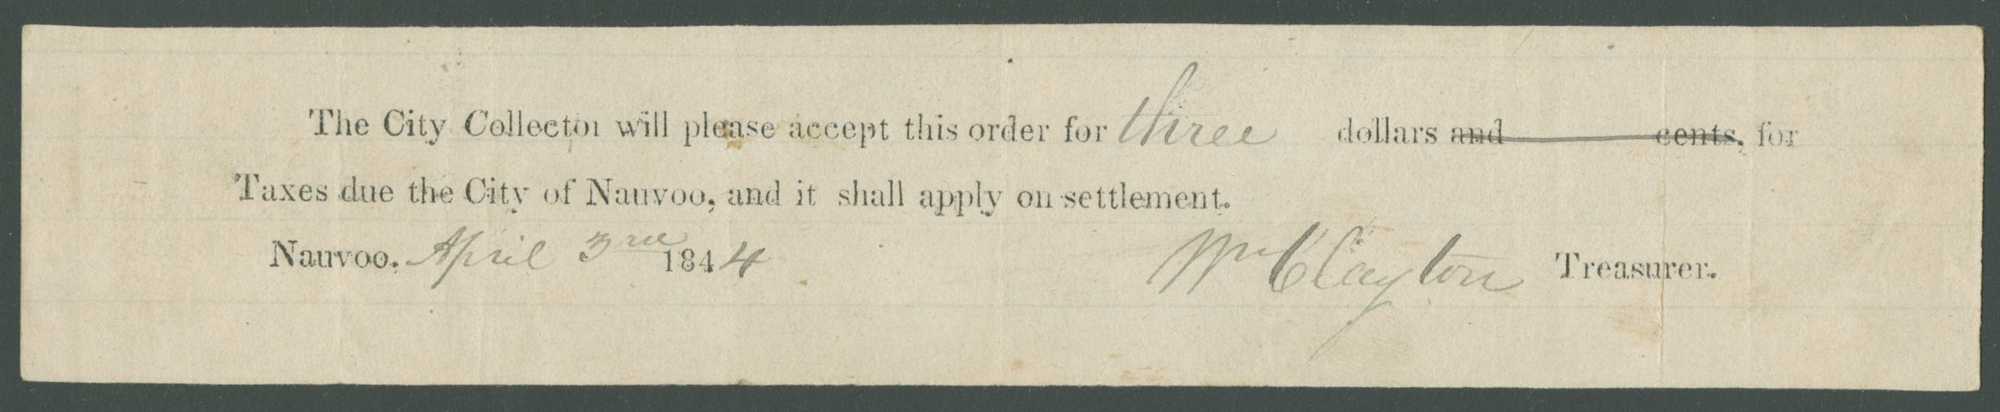 The City Collector will please accept this order for three dollars and cents, for
Taxes due the City of Nauvoo, and it shall apply on settlement.
Nauvoo. April 3rd 1844 Wm Clayton Treasurer.